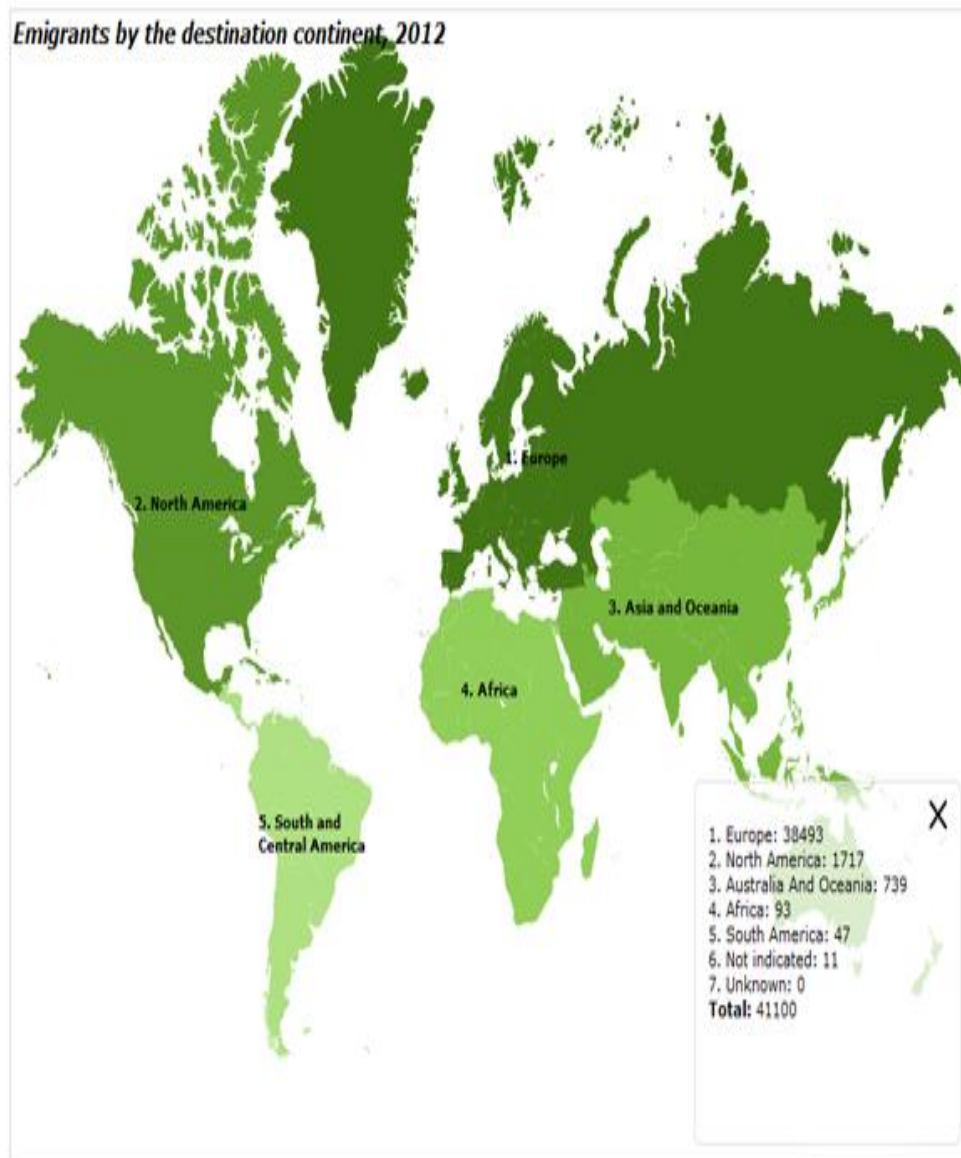 Emigrants by the destination continent, 2012
1. Europe
2. North America
3. Asia and Oceania
4. Africa
5. South and
Central America
X
1. Europe: 38493
2. North America: 1717
3. Australia And Oceania: 739
4. Africa: 93
5. South America: 47
6. Not indicated: 11
7. Unknown: 0
Total: 41100